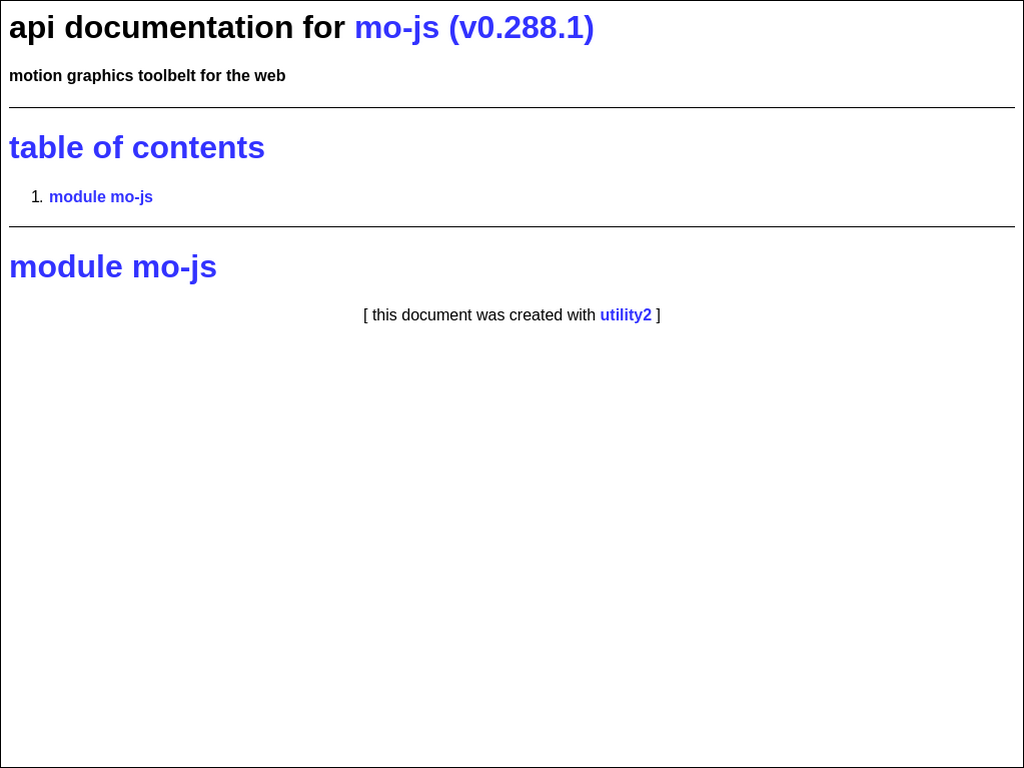 api documentation for mo-js (v0.288.1)
motion graphics toolbelt for the web
table of contents
1. module mo-js
module mo-js
[ this document was created with utility2 ]